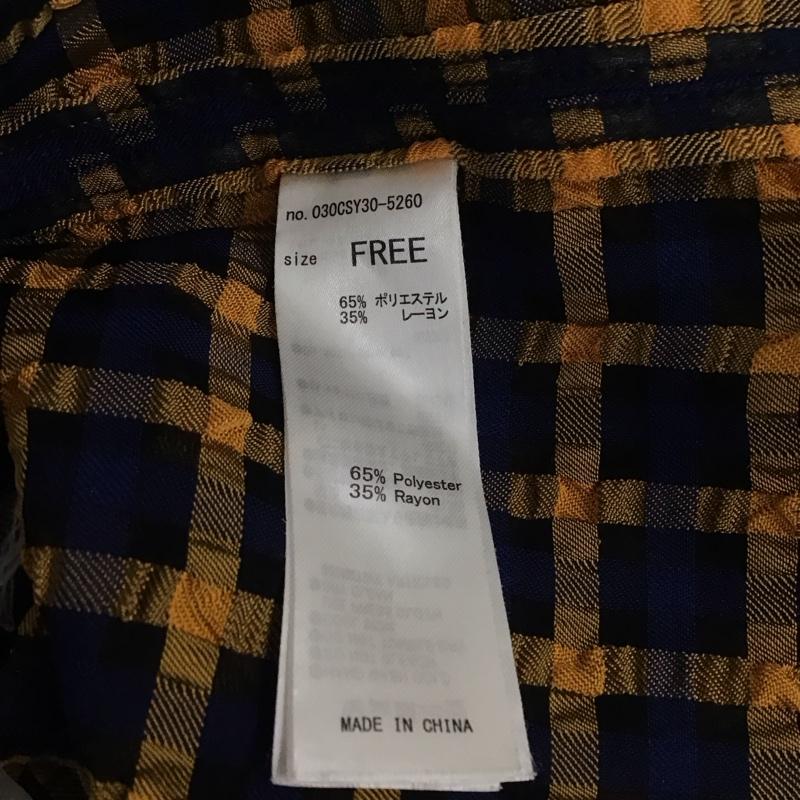 no. 030CSY30-5260
size FREE
65% ポリエステル
35% レーヨン
65% Polyester
35% Rayon
MADE IN CHINA